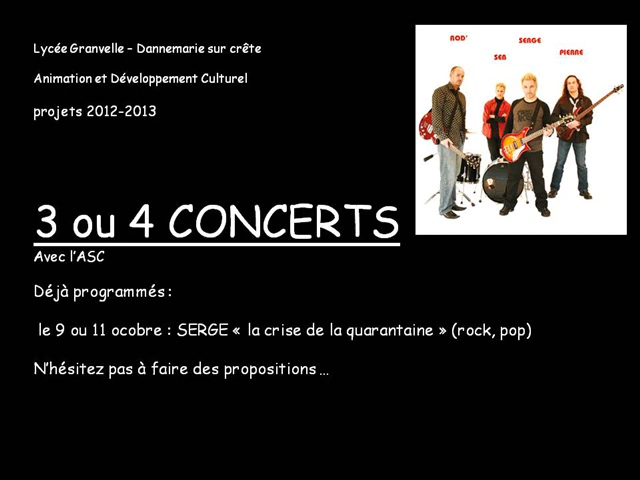 Lycée Granvelle – Dannemarie sur crête
Animation et Développement Culturel
projets 2012-2013
ROD'
SEB
SERGE
PIERRE
3 ou 4 CONCERTS
Avec l'ASC
Déjà programmés :
le 9 ou 11 ocobre : SERGE « la crise de la quarantaine » (rock, pop)
N'hésitez pas à faire des propositions …